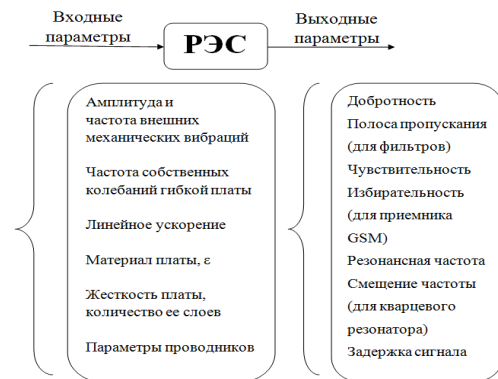 Входные
параметры
РЭС
Выходные
параметры
Амплитуда и
частота внешних
механических вибраций
Частота собственных
колебаний гибкой платы
Линейное ускорение
Материал платы, ε
Жесткость платы,
количество ее слоев
Параметры проводников
Добротность
Полоса пропускания
(для фильтров)
Чувствительность
Избирательность
(для приемника
GSM)
Резонансная частота
Смещение частоты
(для кварцевого
резонатора)
Задержка сигнала